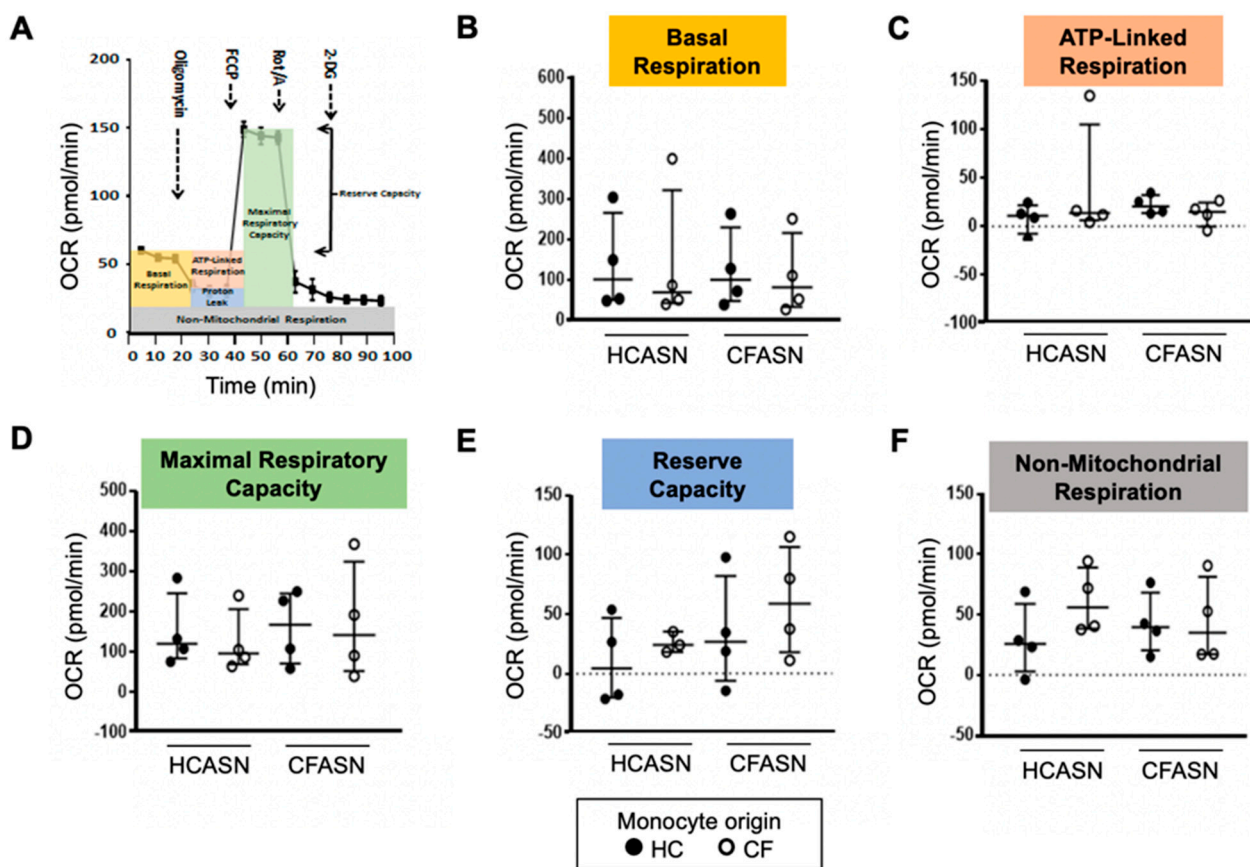 A
OCR (pmol/min)
200
150
100
50
0
0 10 20 30 40 50 60 70 80 90 100
Time (min)
Oligomycin
FCCP
Rot/A
2-DG
Reserve Capacity
Maximal
Respiratory
Capacity
Basal
Respiration
ATP-Linked
Respiration
Proton
Leak
Non-Mitochondrial Respiration
B
Basal
Respiration
OCR (pmol/min)
600
500
400
300
200
100
0
HCASN CFASN
C
ATP-Linked
Respiration
OCR (pmol/min)
150
100
50
0
50
-100
HCASN CFASN
D
Maximal Respiratory
Capacity
OCR (pmol/min)
500
400
300
200
100
0
-100
HCASN CFASN
E
Reserve
Capacity
OCR (pmol/min)
150
100
50
0
-50
HCASN CFASN
F
Non-Mitochondrial
Respiration
OCR (pmol/min)
150
100
50
0
-50
HCASN CFASN
Monocyte origin
HC CF